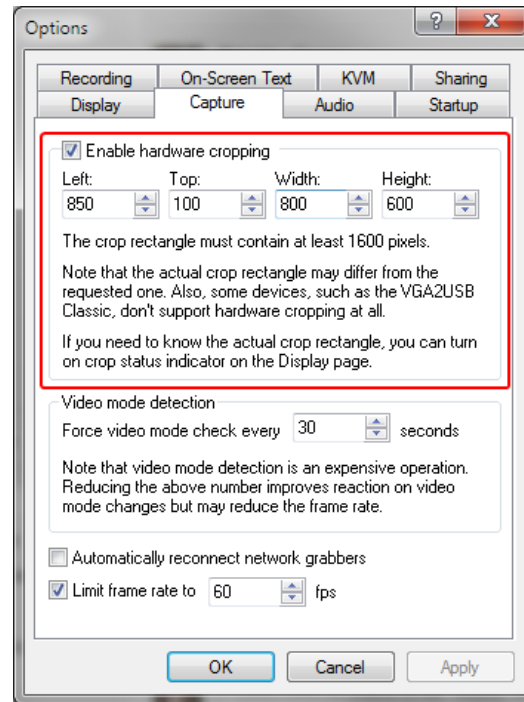 Options
Recording On-Screen Text KVM Sharing
Display Capture Audio Startup
Enable hardware cropping
Left: Top: Width: Height:
850 100 800 600
The crop rectangle must contain at least 1600 pixels.
Note that the actual crop rectangle may differ from the
requested one. Also, some devices, such as the VGA2USB
Classic, don't support hardware cropping at all.
If you need to know the actual crop rectangle, you can turn
on crop status indicator on the Display page.
Video mode detection
Force video mode check every 30 seconds
Note that video mode detection is an expensive operation.
Reducing the above number improves reaction on video
mode changes but may reduce the frame rate.
Automatically reconnect network grabbers
Limit frame rate to 60 fps
OK Cancel Apply